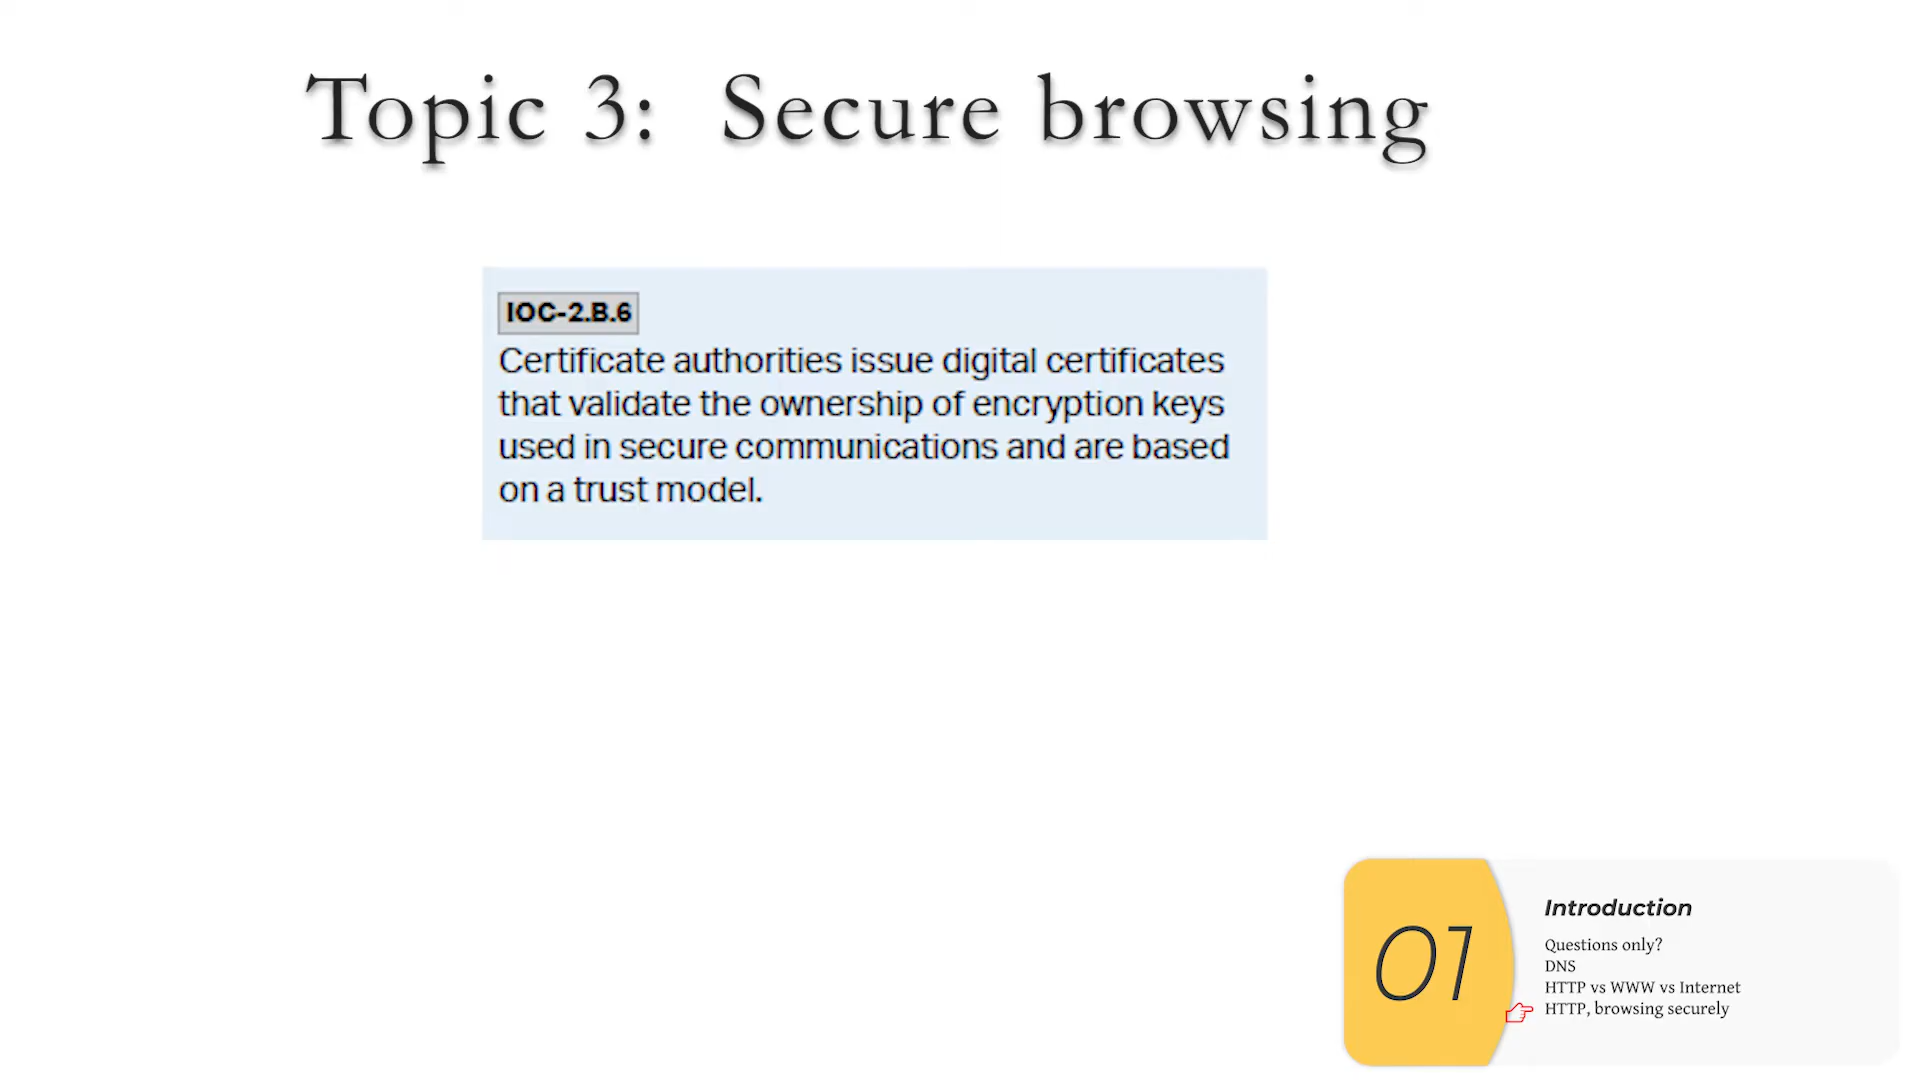 Topic 3: Secure browsing
IOC-2.B.6
Certificate authorities issue digital certificates
that validate the ownership of encryption keys
used in secure communications and are based
on a trust model.
01
Introduction
Questions only?
DNS
HTTP vs WWW vs Internet
HTTP, browsing securely